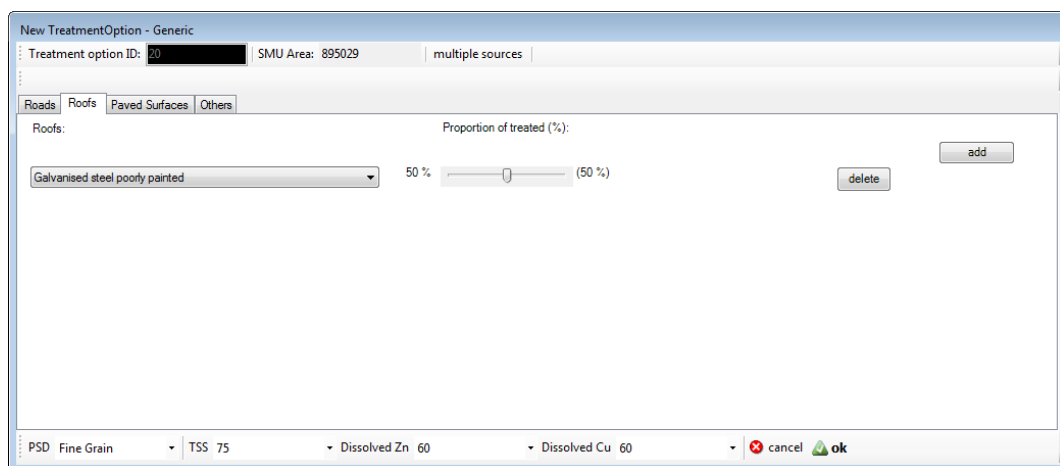 New TreatmentOption - Generic
Treatment option ID: 20 SMU Area: 895029 multiple sources
Roads Roofs Paved Surfaces Others
Roofs: Proportion of treated (%):
add
Galvanised steel poorly painted 50 % (50 %) delete
PSD Fine Grain TSS 75 Dissolved Zn 60 Dissolved Cu 60 cancel ok